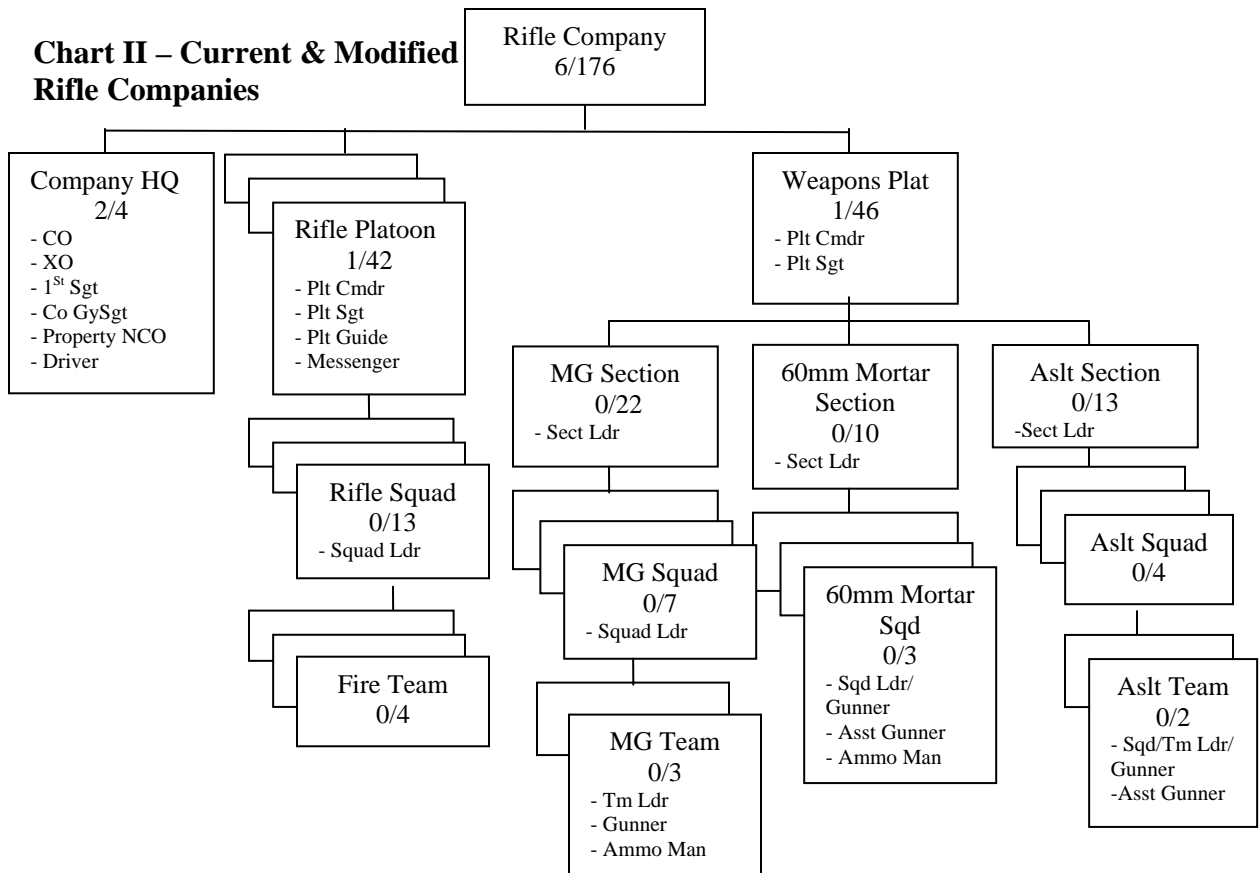 Chart II – Current & Modified
Rifle Companies
Rifle Company
6/176
Company HQ
2/4
- CO
- XO
- 1St Sgt
- Co GySgt
- Property NCO
- Driver
Rifle Platoon
1/42
- Plt Cmdr
- Plt Sgt
- Plt Guide
- Messenger
Weapons Plat
1/46
- Plt Cmdr
- Plt Sgt
MG Section
0/22
- Sect Ldr
60mm Mortar
Section
0/10
- Sect Ldr
Aslt Section
0/13
-Sect Ldr
Rifle Squad
0/13
- Squad Ldr
MG Squad
0/7
- Squad Ldr
60mm Mortar
Sqd
0/3
- Sqd Ldr/
Gunner
- Asst Gunner
- Ammo Man
Aslt Squad
0/4
Fire Team
0/4
MG Team
0/3
- Tm Ldr
- Gunner
- Ammo Man
Aslt Team
0/2
- Sqd/Tm Ldr/
Gunner
-Asst Gunner